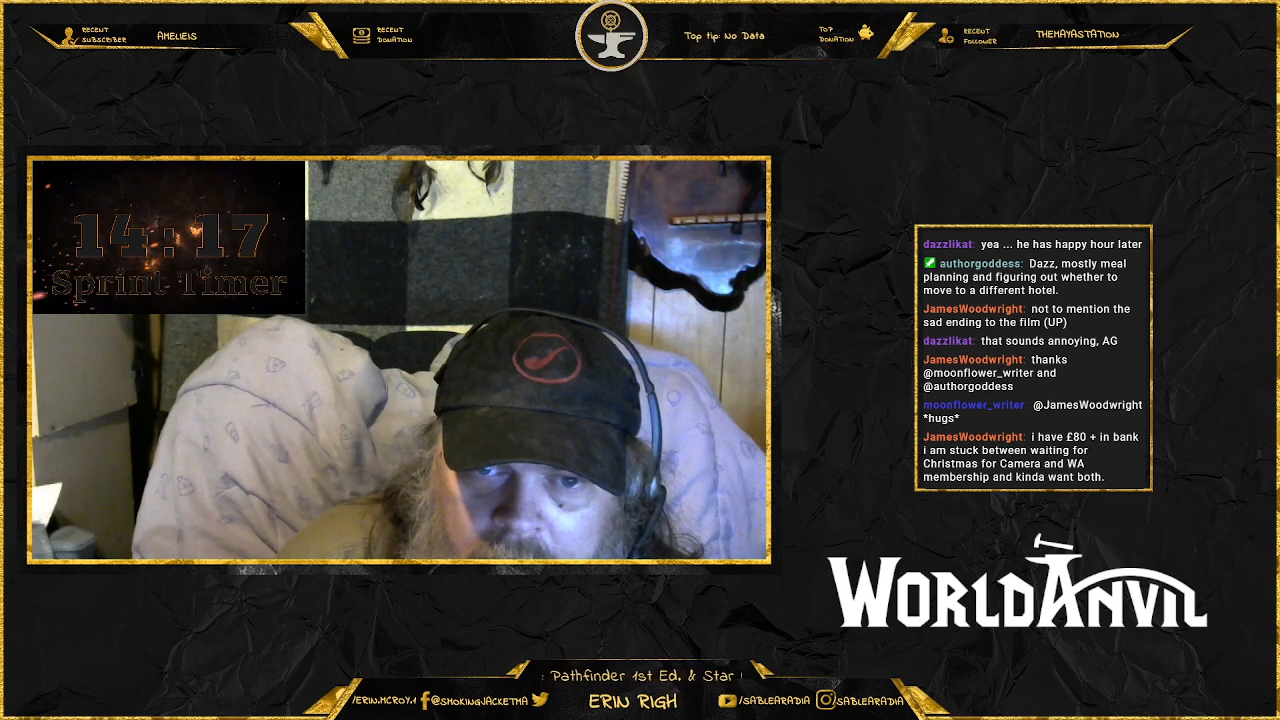 RECENT
SUBSCRIBER
AMELIEIS
RECENT
DONATION
Top tip: No Data
TOP
DONATION
RECENT
FOLLOWER
THEMAYASTATION
14:17
Sprint Timer
dazzlikat: yea ... he has happy hour later
authorgoddess: Dazz, mostly meal
planning and figuring out whether to
move to a different hotel.
JamesWoodwright: not to mention the
sad ending to the film (UP)
dazzlikat: that sounds annoying, AG
JamesWoodwright: thanks
@moonflower_writer and
@authorgoddess
moonflower_writer: @JamesWoodwright
*hugs*
JamesWoodwright: i have £80 + in bank
i am stuck between waiting for
Christmas for Camera and WA
membership and kinda want both.
WORLDANVIL
: Pathfinder 1st Ed. & Star
/ERIN.MCROY.1
@SMOKINGJACKETMA
ERIN RIGH
/SABLEARADIA
/SABLEARADIA